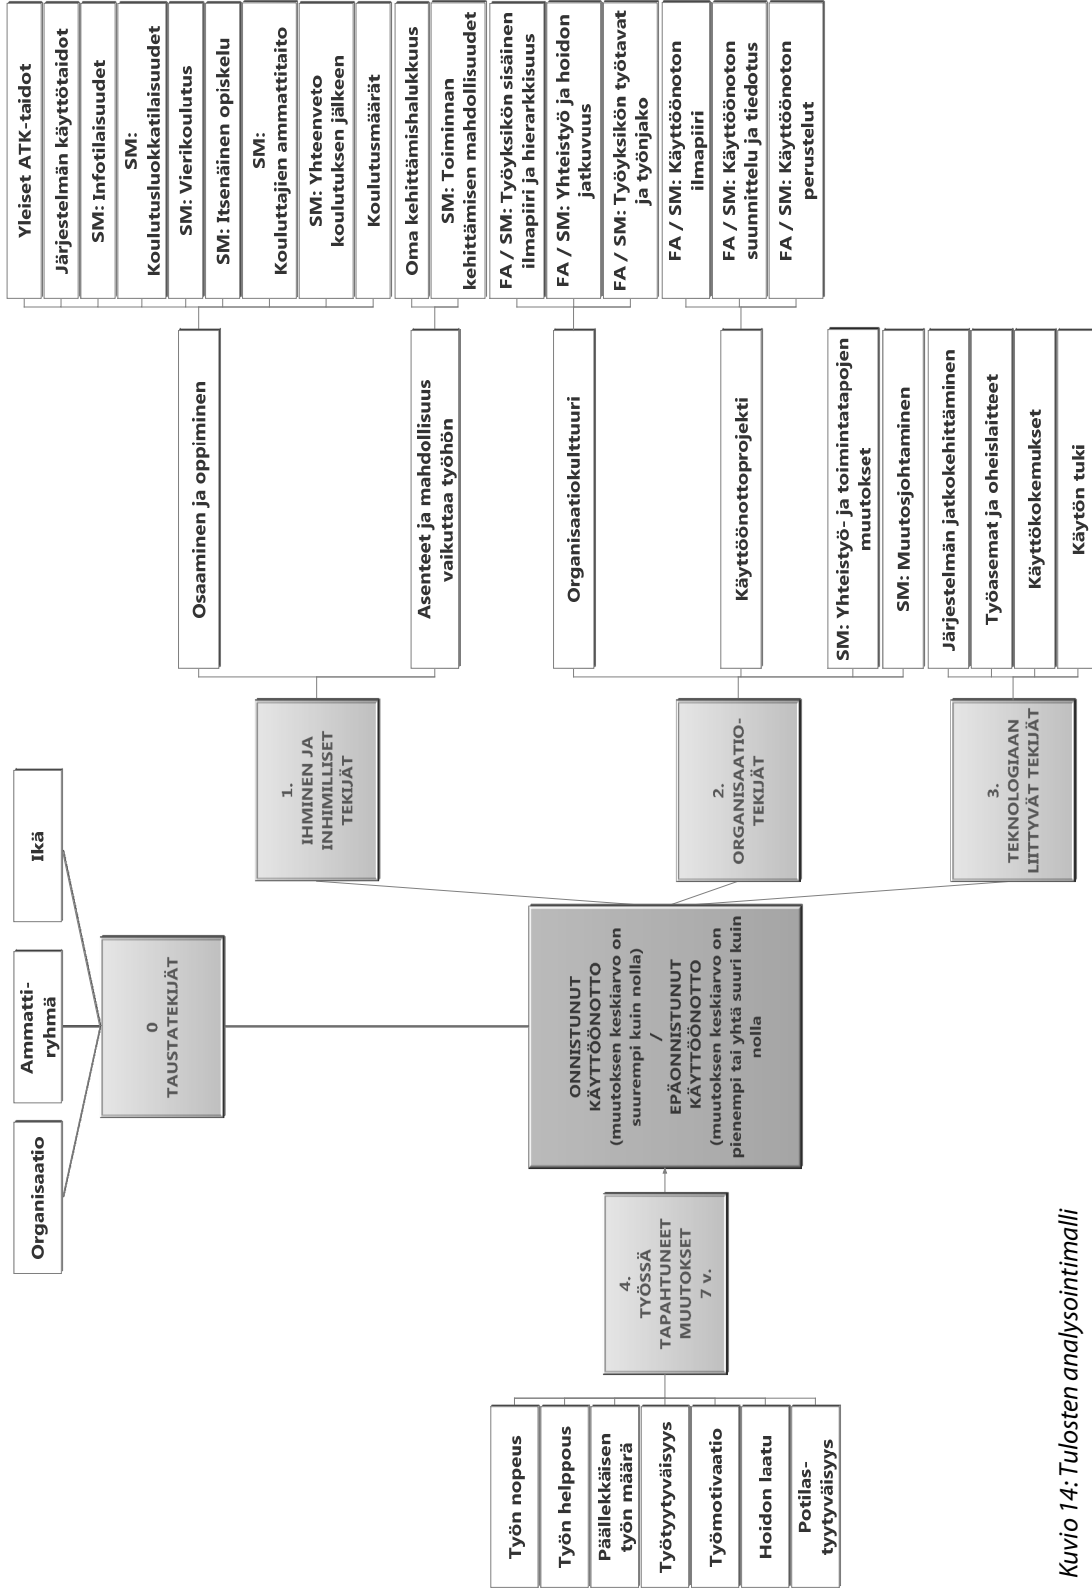 Organisaatio
Ammatti-
ryhmä
Ikä
0
TAUSTATEKIJÄT
4.
TYÖSSÄ
TAPAHTUNEET
MUUTOKSET
7 v.
Työn nopeus
Työn helppous
Päällekkäisen
työn määrä
Työtyytyväisyys
Työmotivaatio
Hoidon laatu
Potilas-
tyytyväisyys
ONNISTUNUT
KÄYTTÖÖNOTTO
(muutoksen keskiarvo on
suurempi kuin nolla)
/
EPÄONNISTUNUT
KÄYTTÖÖNOTTO
(muutoksen keskiarvo on
pienempi tai yhtä suuri kuin
nolla
1.
IHMINEN JA
INHIMILLISET
TEKIJÄT
Osaaminen ja oppiminen
Yleiset ATK-taidot
Järjestelmän käyttötaidot
SM: Infotilaisuudet
SM:
Koulutusluokkatilaisuudet
SM: Vierikoulutus
SM: Itsenäinen opiskelu
SM:
Kouluttajien ammattitaito
SM: Yhteenveto
koulutuksen jälkeen
Koulutusmäärät
Asenteet ja mahdollisuus
vaikuttaa työhön
Oma kehittämishalukkuus
SM: Toiminnan
kehittämisen mahdollisuudet
2.
ORGANISAATIO-
TEKIJÄT
Organisaatiokulttuuri
FA / SM: Työyksikön sisäinen
ilmapiiri ja hierarkkisuus
FA / SM: Yhteistyö ja hoidon
jatkuvuus
FA / SM: Työyksikön työtavat
ja työnjako
Käyttöönottoprojekti
FA / SM: Käyttöönoton
ilmapiiri
FA / SM: Käyttöönoton
suunnittelu ja tiedotus
FA / SM: Käyttöönoton
perustelut
SM: Yhteistyö- ja toimintatapojen
muutokset
SM: Muutosjohtaminen
3.
TEKNOLOGIAAN
LIITTYVÄT TEKIJÄT
Järjestelmän jatkokehittäminen
Työasemat ja oheislaitteet
Käyttökokemukset
Käytön tuki
Kuvio 14: Tulosten analysointimalli